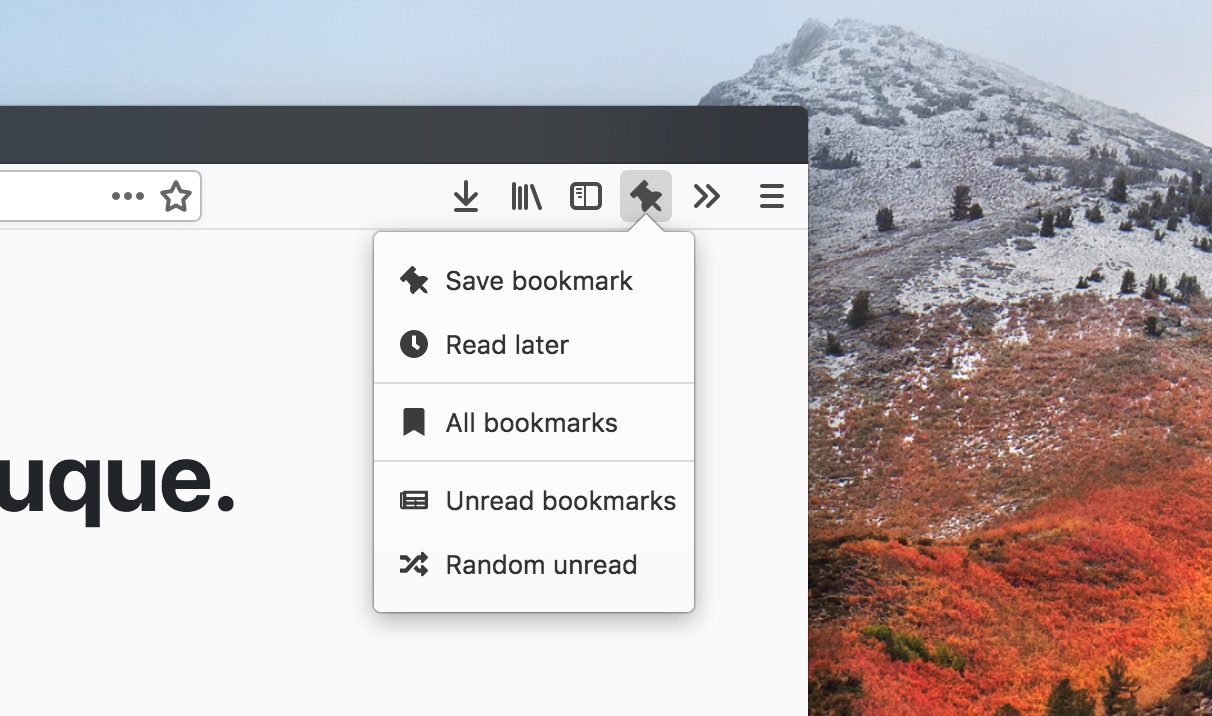 Save bookmark
Read later
All bookmarks
uque.
Unread bookmarks
Random unread